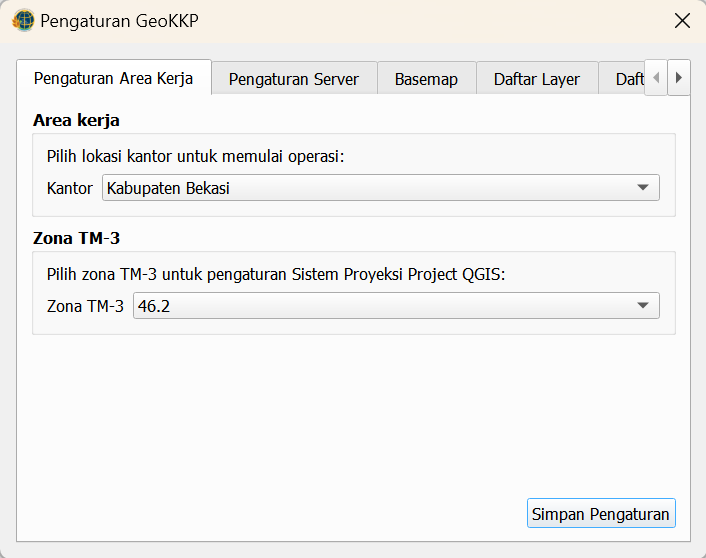 Pengaturan GeoKKP
Pengaturan Area Kerja Pengaturan Server Basemap Daftar Layer Daft
Area kerja
Pilih lokasi kantor untuk memulai operasi:
Kantor Kabupaten Bekasi
Zona TM-3
Pilih zona TM-3 untuk pengaturan Sistem Proyeksi Project QGIS:
Zona TM-3 46.2
Simpan Pengaturan